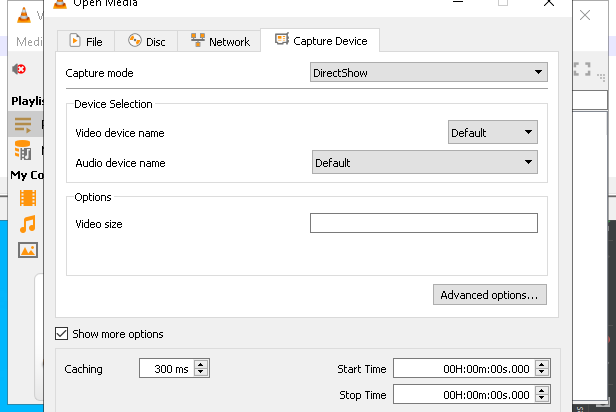 Open Media
Medi
File
Disc
Network
Capture Device
Capture mode
DirectShow
Playlis
Device Selection
Video device name
Default
Audio device name
Default
My Co
Options
Video size
Advanced options...
Show more options
Caching
300 ms
Start Time
00H:00m:00s.000
Stop Time
00H:00m:00s.000